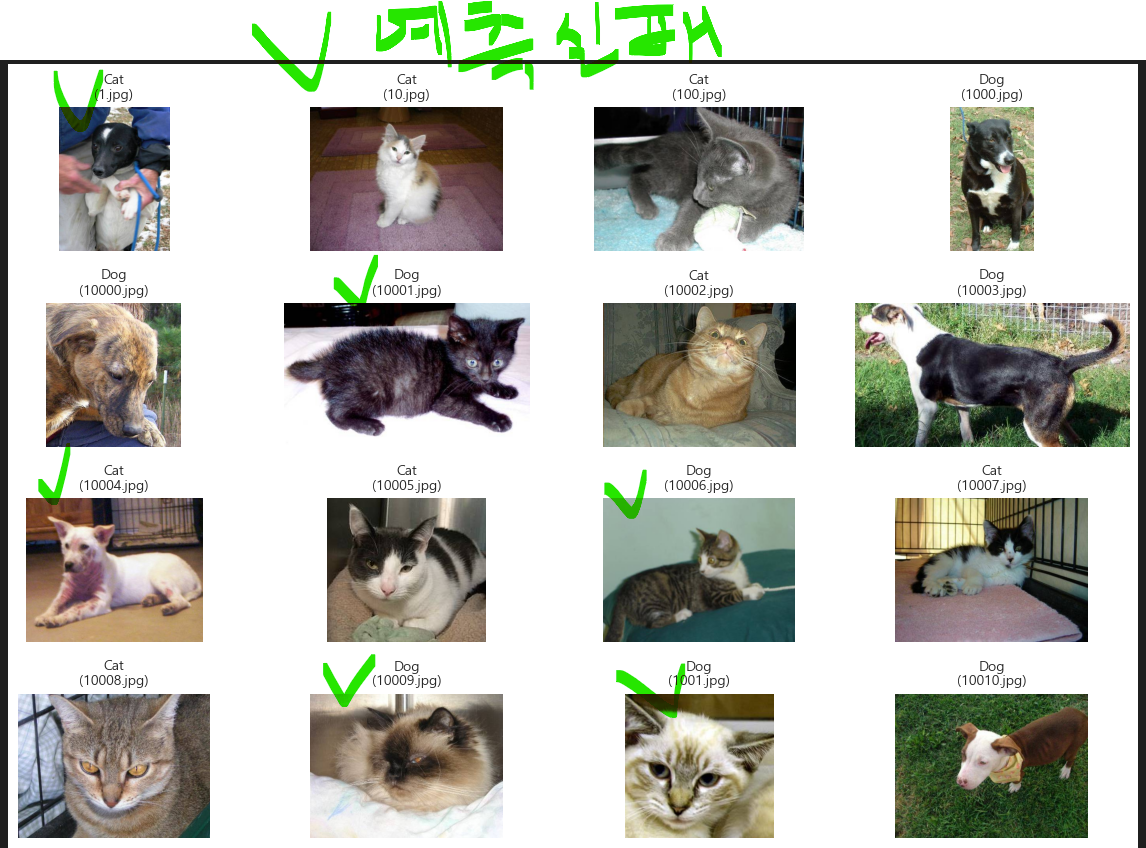 예측실패
Cat
(1.jpg)
Cat
(10.jpg)
Cat
(100.jpg)
Dog
(1000.jpg)
Dog
(10000.jpg)
Dog
(10001.jpg)
Cat
(10002.jpg)
Dog
(10003.jpg)
Cat
(10004.jpg)
Cat
(10005.jpg)
Dog
(10006.jpg)
Cat
(10007.jpg)
Cat
(10008.jpg)
Dog
(10009.jpg)
Dog
(1001.jpg)
Dog
(10010.jpg)